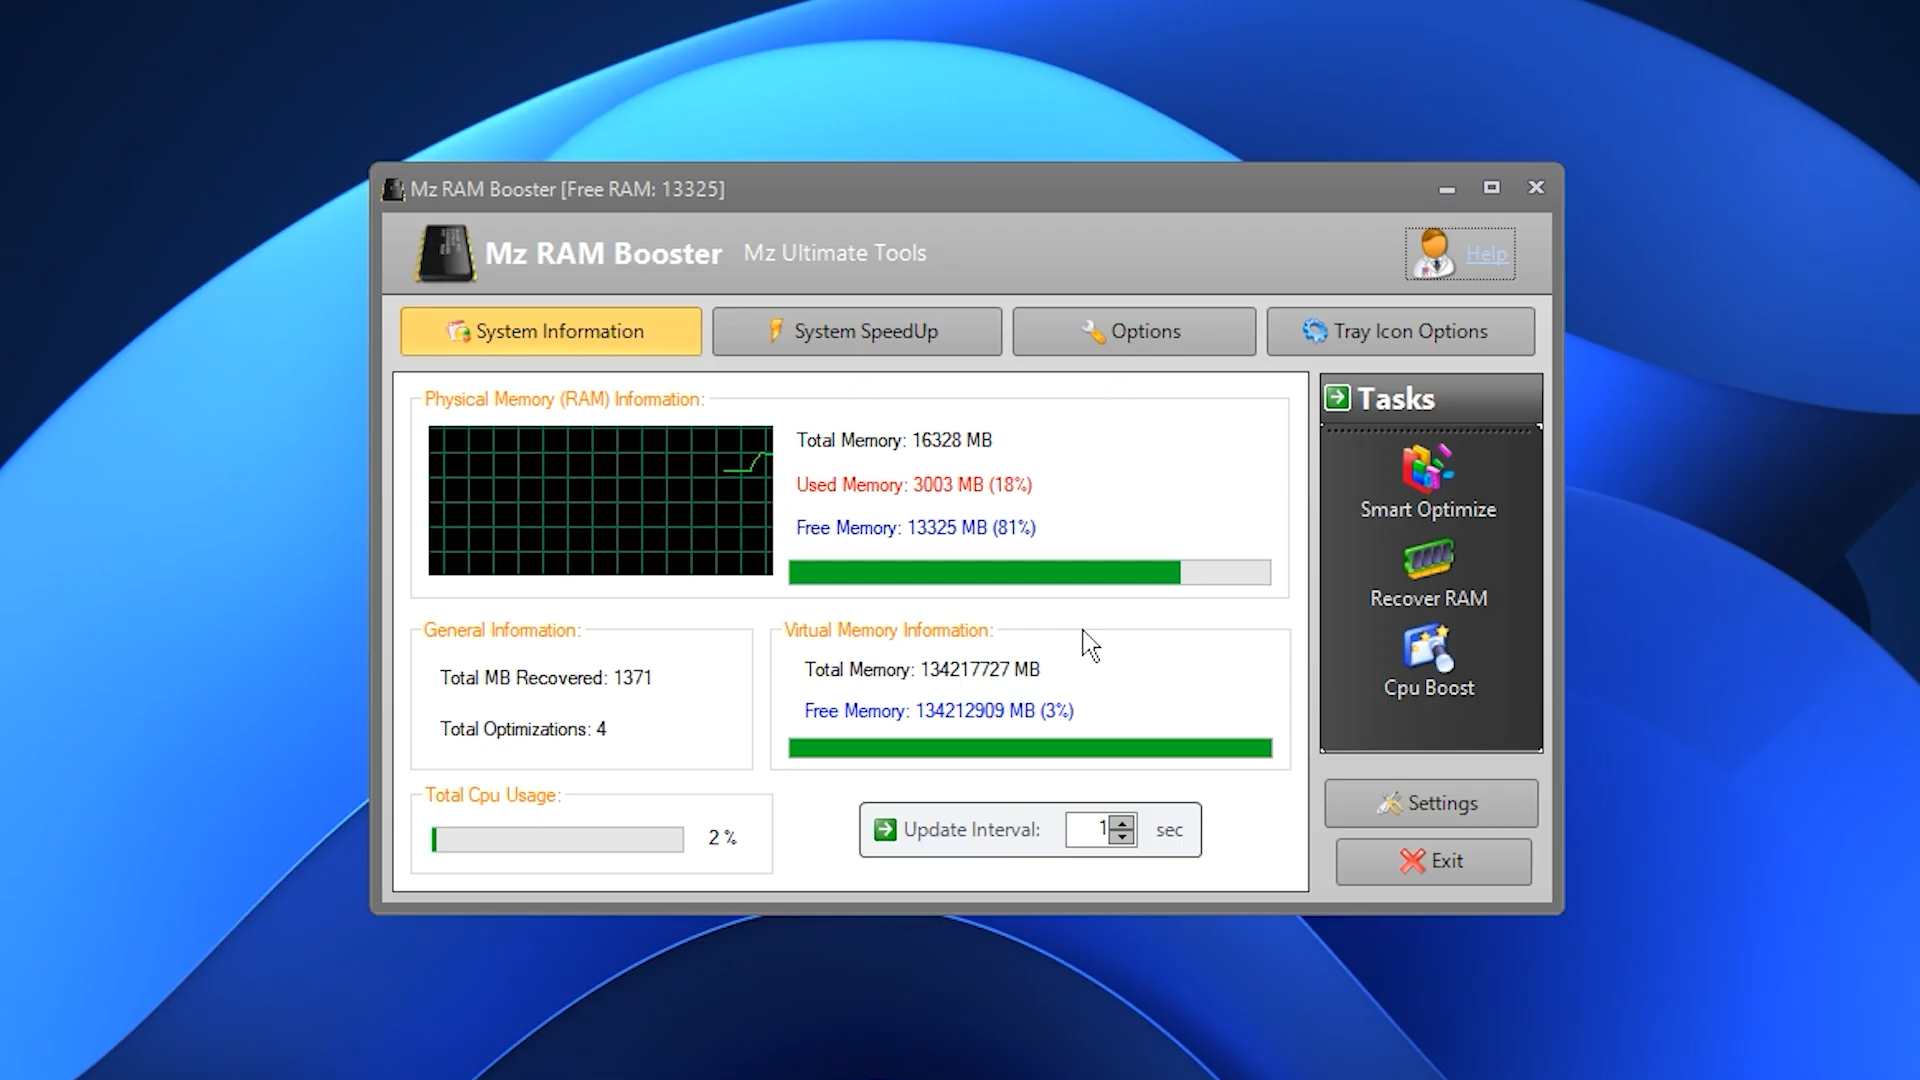 Mz RAM Booster [Free RAM: 13325]
Mz RAM Booster Mz Ultimate Tools Help
System Information System SpeedUp Options Tray Icon Options
Physical Memory (RAM) Information:
Total Memory: 16328 MB
Used Memory: 3003 MB (18%)
Free Memory: 13325 MB (81%)
General Information:
Total MB Recovered: 1371
Total Optimizations: 4
Virtual Memory Information:
Total Memory: 134217727 MB
Free Memory: 134212909 MB (3%)
Total Cpu Usage:
2 %
Update Interval: 1 sec
Tasks
Smart Optimize
Recover RAM
Cpu Boost
Settings
Exit